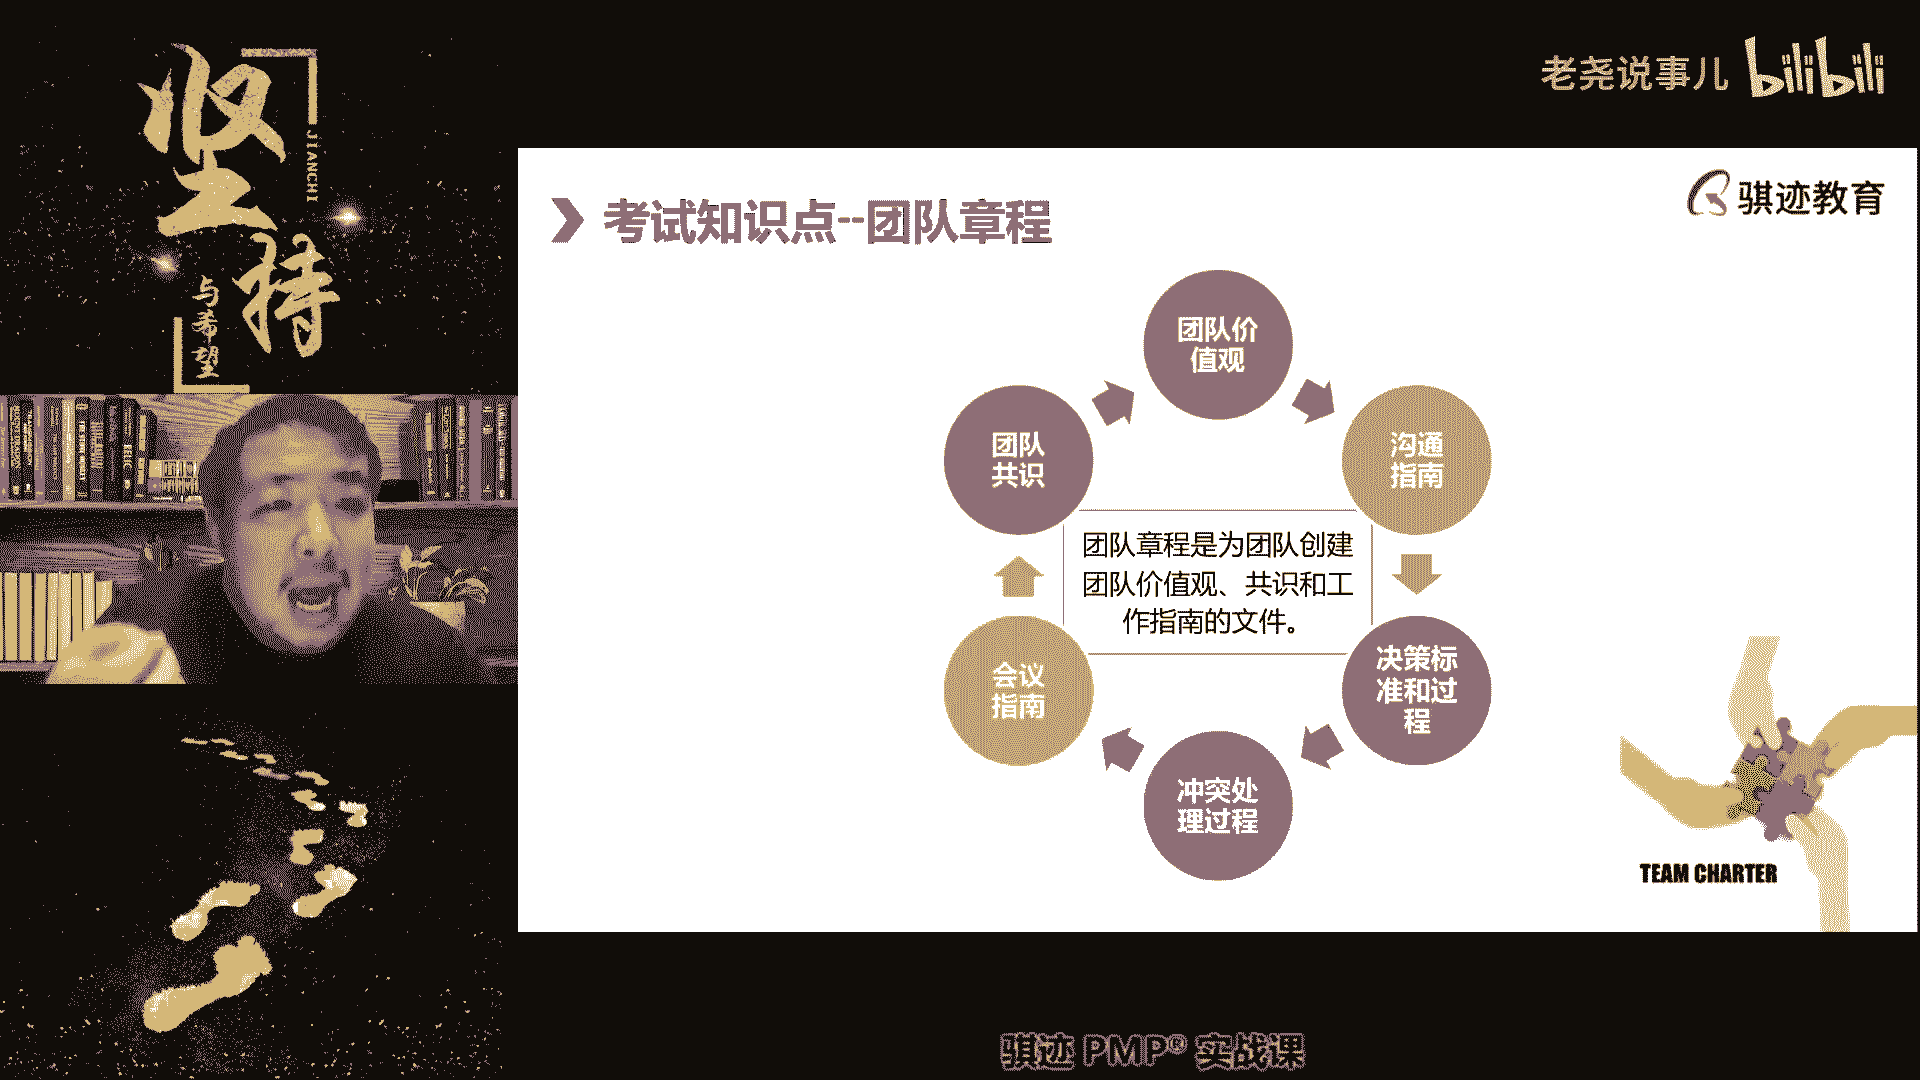 坚
持
JIANCHI
与希望
老尧说事儿 bilibili
骐迹教育
考试知识点--团队章程
团队价
值观
沟通
指南
决策标
准和过
程
冲突处
理过程
会议
指南
团队
共识
团队章程是为团队创建
团队价值观、共识和工
作指南的文件。
TEAM CHARTER
骐迹 PMP® 实战课